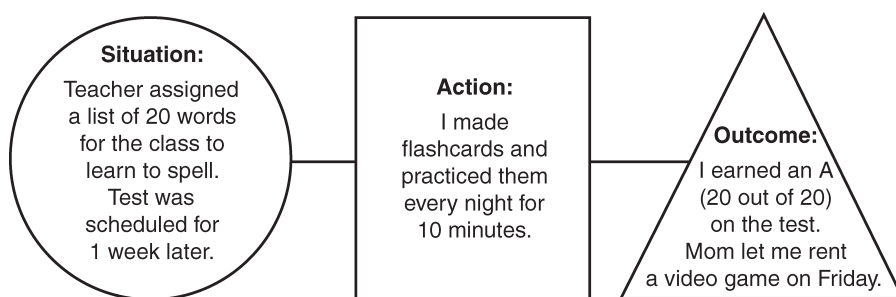 Situation:
Teacher assigned
a list of 20 words
for the class to
learn to spell.
Test was
scheduled for
1 week later.
Action:
I made
flashcards and
practiced them
every night for
10 minutes.
Outcome:
I earned an A
(20 out of 20)
on the test.
Mom let me rent
a video game on Friday.